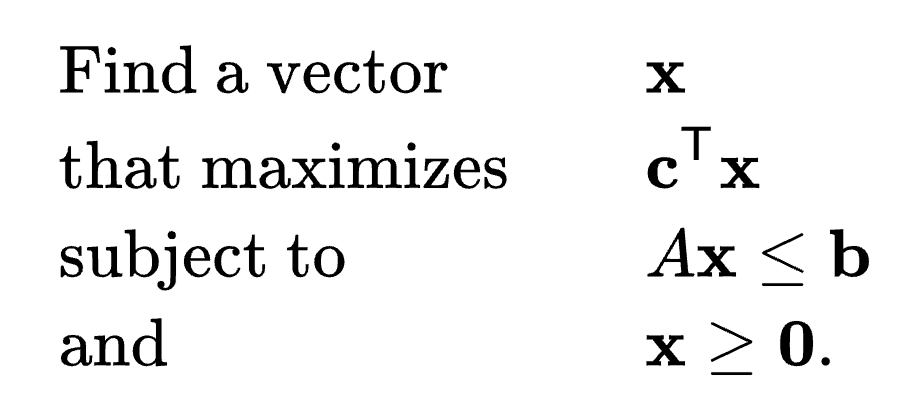 Find a vector x
that maximizes cᵀx
subject to Ax ≤ b
and x ≥ 0.